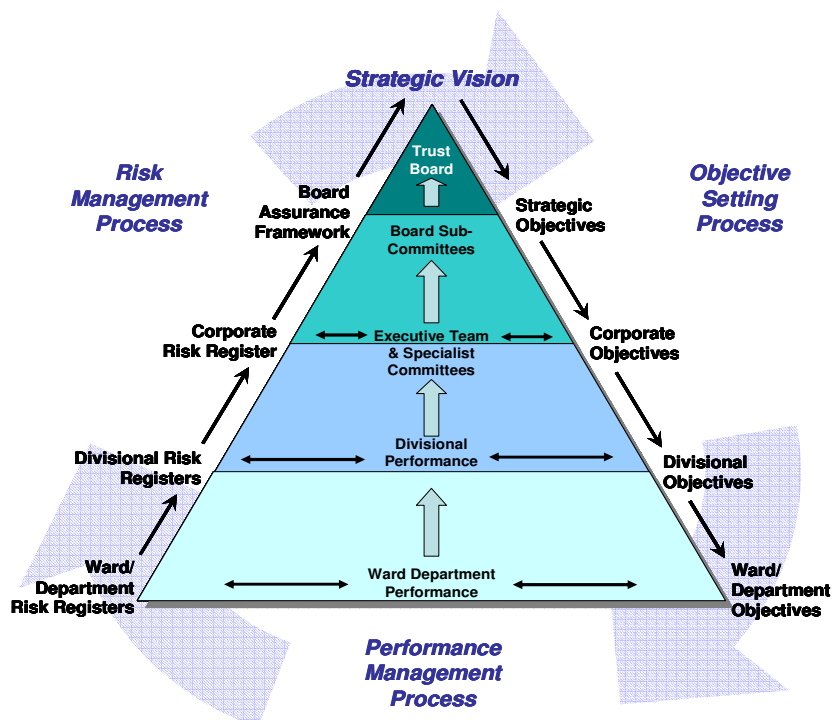 Strategic Vision
Trust
Board
Risk
Management
Process
Objective
Setting
Process
Board
Assurance
Framework
Strategic
Objectives
Board Sub-
Committees
Corporate
Risk Register
Executive Team
& Specialist
Committees
Corporate
Objectives
Divisional Risk
Registers
Divisional
Performance
Divisional
Objectives
Ward/
Department
Risk Registers
Ward Department
Performance
Ward/
Department
Objectives
Performance
Management
Process